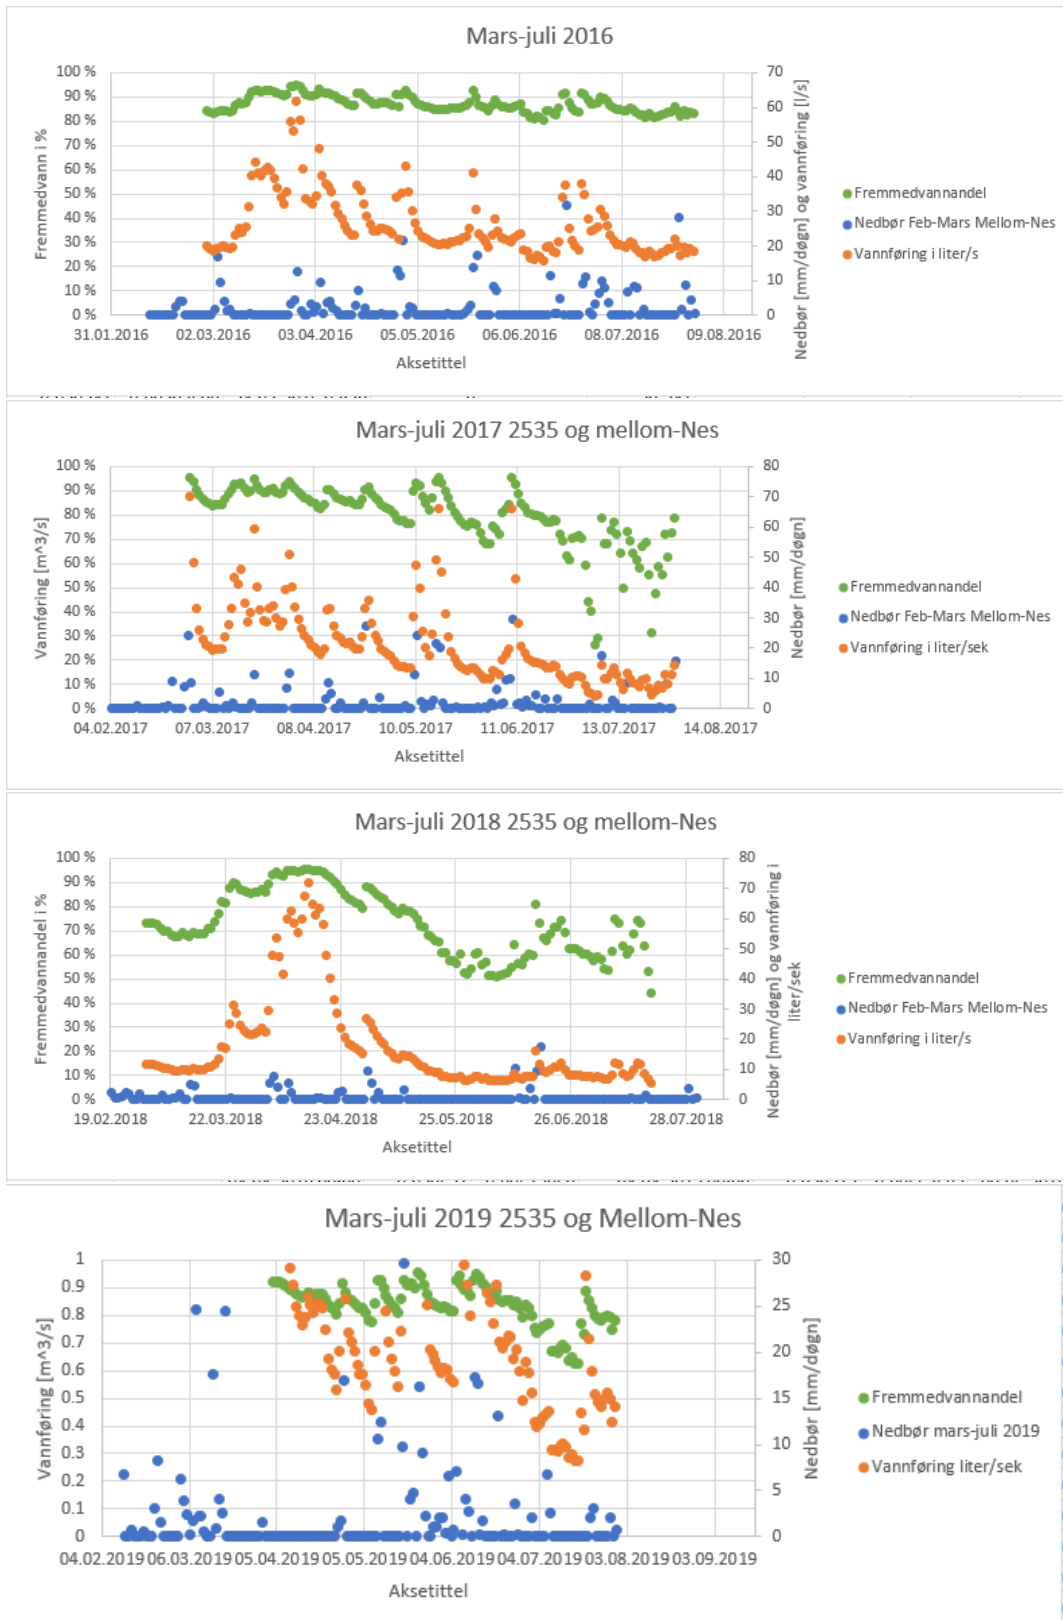 Mars-juli 2016
100 %
90 %
80 %
70 %
60 %
50 %
40 %
30 %
20 %
10 %
0 %
Fremmedvann i %
70
60
50
40
30
20
10
0
Nedbør [mm/døgn] og vannføring [l/s]
31.01.2016 02.03.2016 03.04.2016 05.05.2016 06.06.2016 08.07.2016 09.08.2016
Aksetittel
Fremmedvannandel
Nedbør Feb-Mars Mellom-Nes
Vannføring i liter/s
Mars-juli 2017 2535 og mellom-Nes
100 %
90 %
80 %
70 %
60 %
50 %
40 %
30 %
20 %
10 %
0 %
Vannføring [m^3/s]
80
70
60
50
40
30
20
10
0
Nedbør [mm/døgn]
04.02.2017 07.03.2017 08.04.2017 10.05.2017 11.06.2017 13.07.2017 14.08.2017
Aksetittel
Fremmedvannandel
Nedbør Feb-Mars Mellom-Nes
Vannføring i liter/sek
Mars-juli 2018 2535 og mellom-Nes
100 %
90 %
80 %
70 %
60 %
50 %
40 %
30 %
20 %
10 %
0 %
Fremmedvannandel i %
80
70
60
50
40
30
20
10
0
Nedbør [mm/døgn] og vannføring i
liter/sek
19.02.2018 22.03.2018 23.04.2018 25.05.2018 26.06.2018 28.07.2018
Aksetittel
Fremmedvannandel
Nedbør Feb-Mars Mellom-Nes
Vannføring i liter/s
Mars-juli 2019 2535 og Mellom-Nes
1
0.9
0.8
0.7
0.6
0.5
0.4
0.3
0.2
0.1
0
Vannføring [m^3/s]
30
25
20
15
10
5
0
Nedbør [mm/døgn]
04.02.2019 06.03.2019 05.04.2019 05.05.2019 04.06.2019 04.07.2019 03.08.2019 03.09.2019
Aksetittel
Fremmedvannandel
Nedbør mars-juli 2019
Vannføring liter/sek